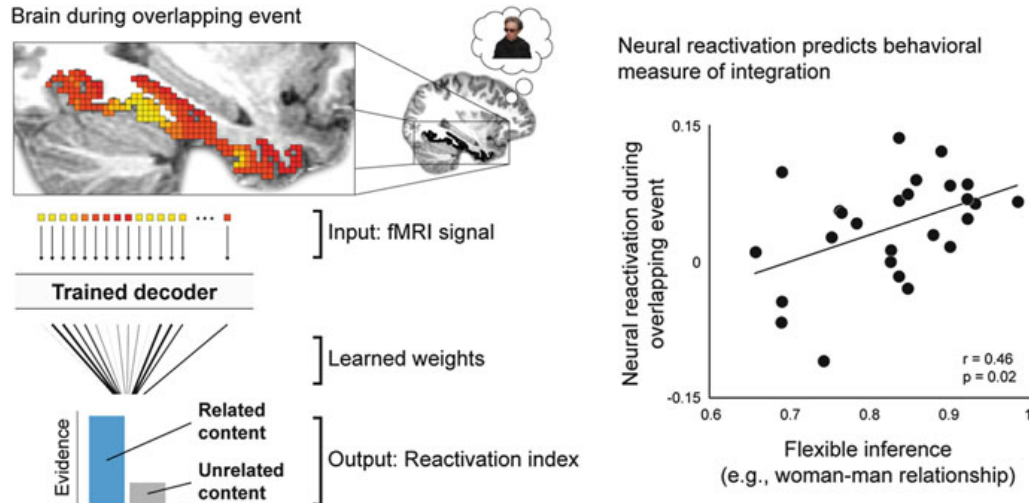 Brain during overlapping event
Input: fMRI signal
Trained decoder
Learned weights
Evidence
Related
content
Unrelated
content
Output: Reactivation index
Neural reactivation predicts behavioral
measure of integration
Neural reactivation during
overlapping event
0.15
0
-0.15
r = 0.46
p = 0.02
0.6
0.7
0.8
0.9
1
Flexible inference
(e.g., woman-man relationship)